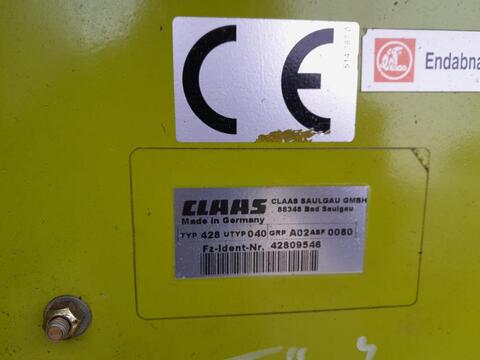 CE
Endabna
CLAAS CLAAS SAULGAU GMBH
Made in Germany 88348 Bad Saulgau
TYP 428 UTYP 040 GRP A02 ASF 0080
Fz-Ident-Nr. 42809546